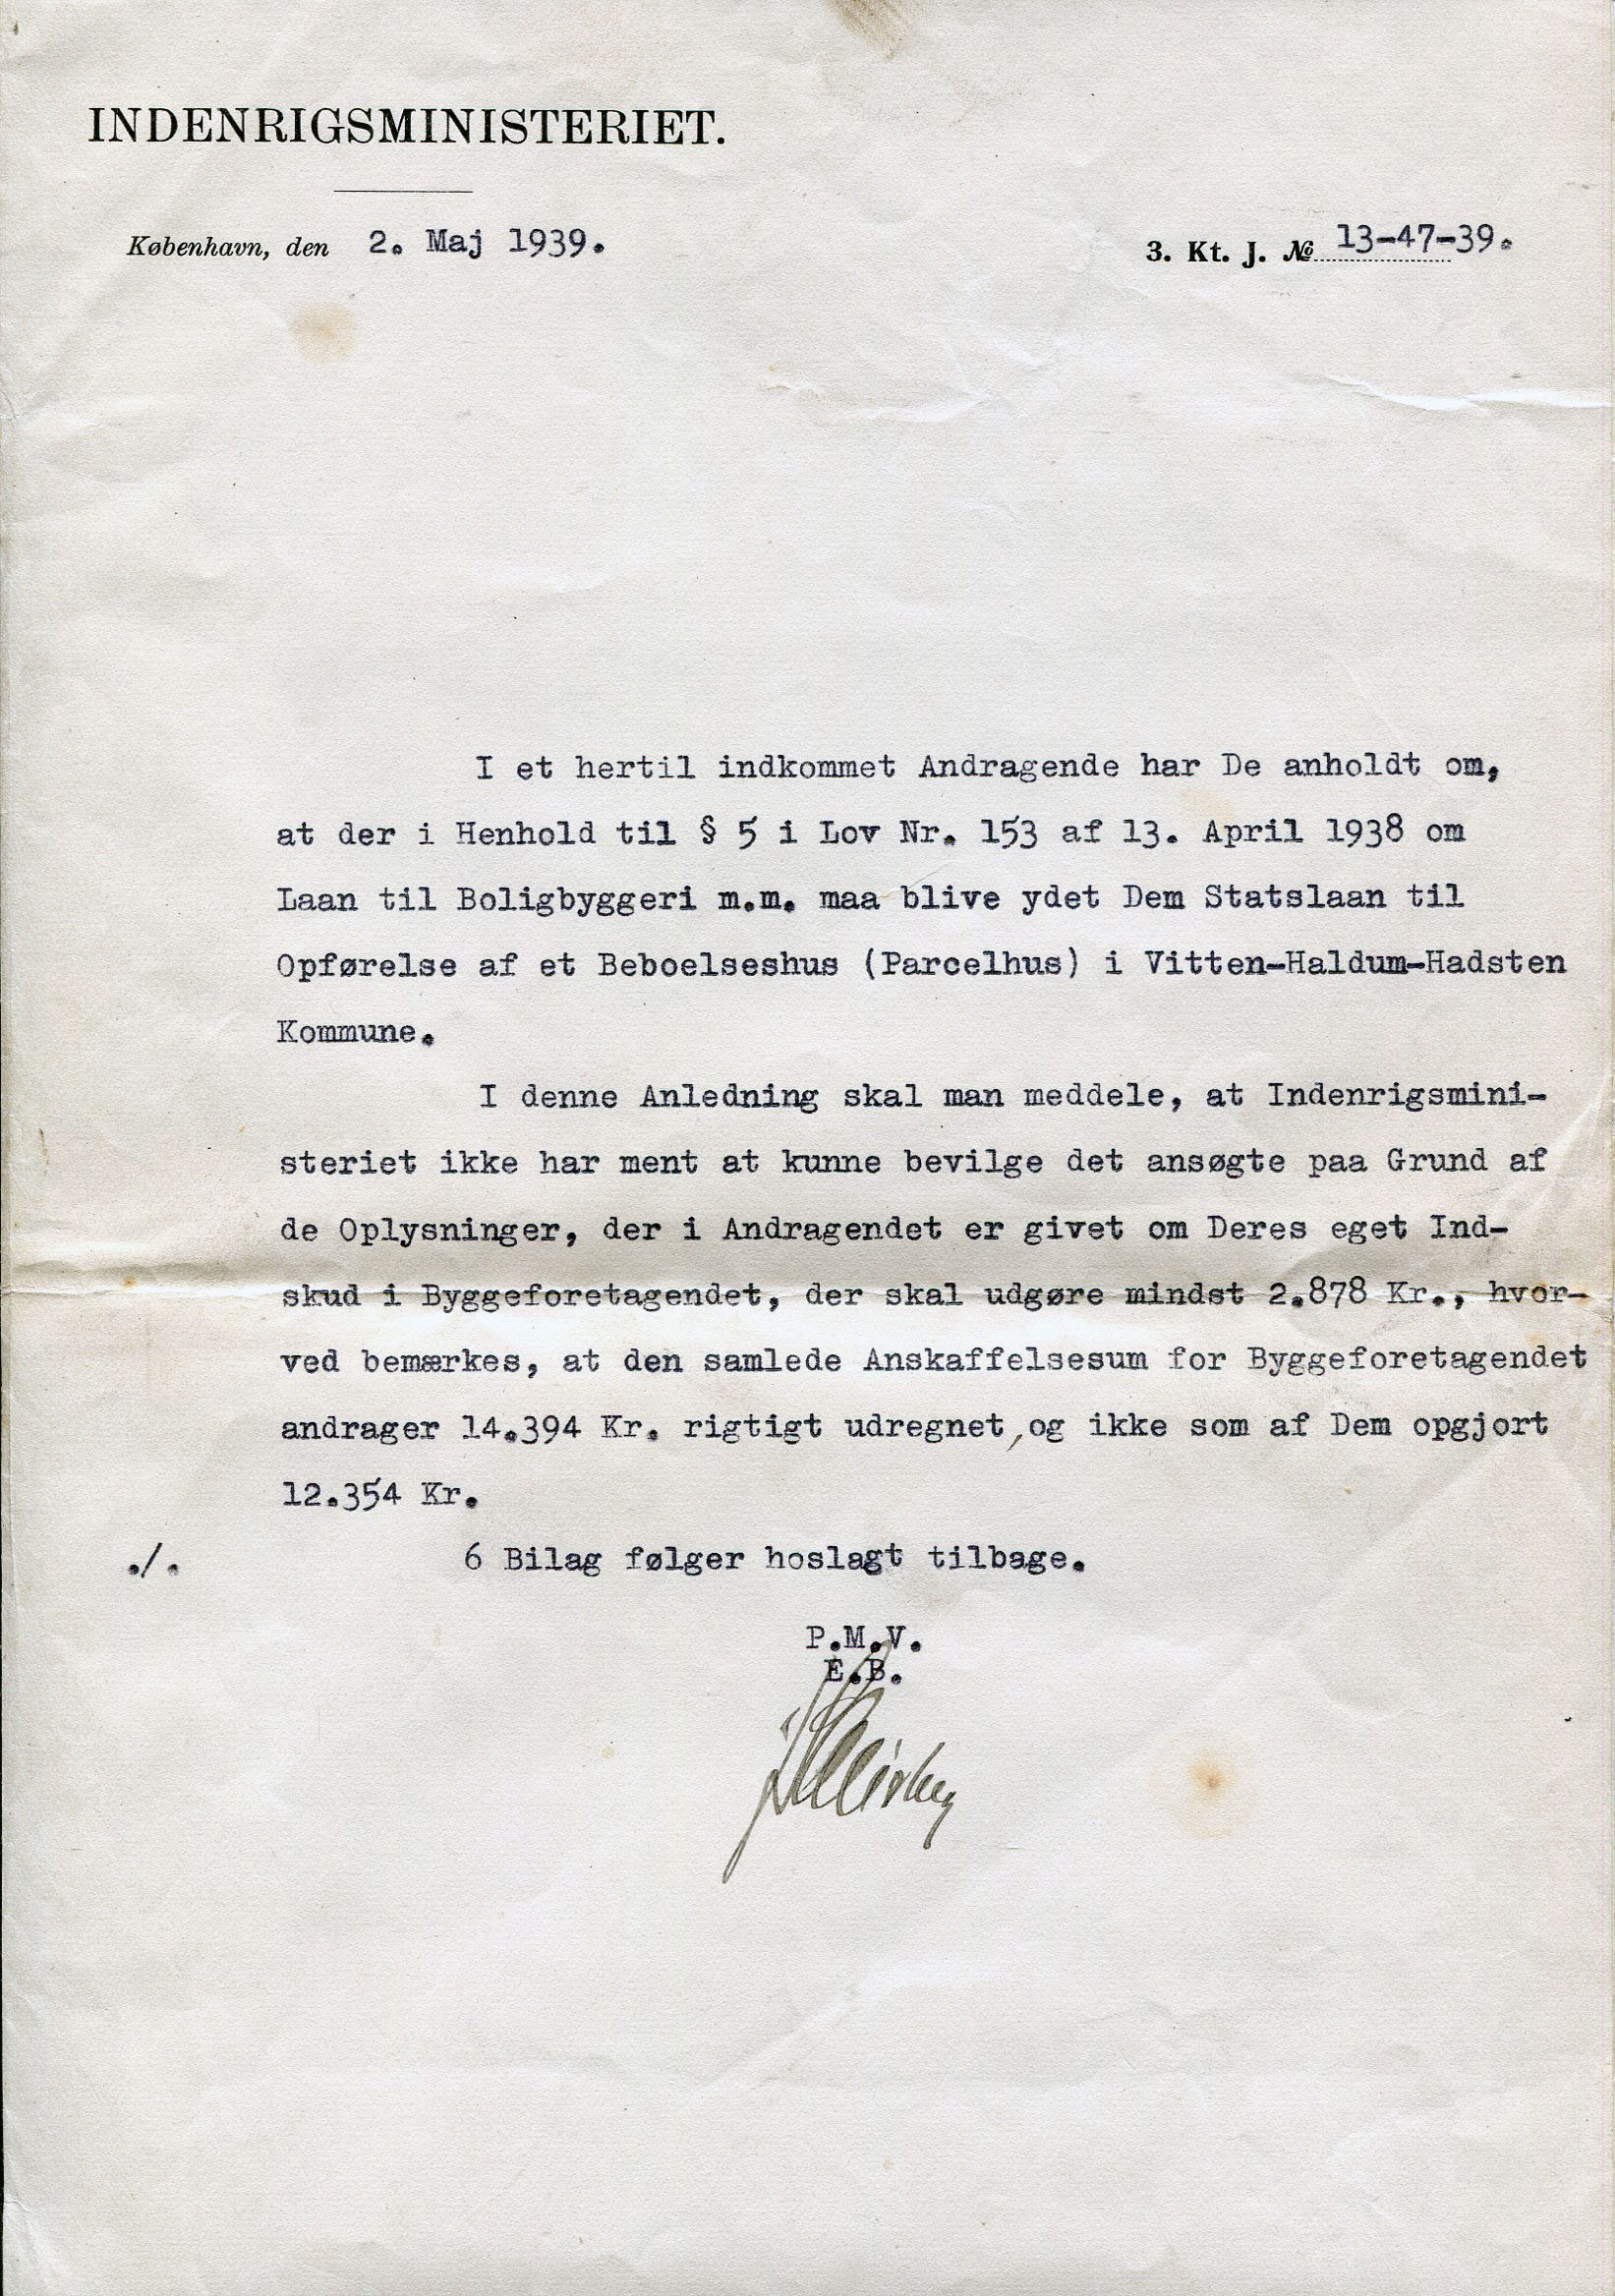 INDENRIGSMINISTERIET.
København, den 2. Maj 1939.
3. Kt. J. № 13-47-39.
I et hertil indkommet Andragende har De anholdt om,
at der i Henhold til § 5 i Lov Nr. 153 af 13. April 1938 om
Laan til Boligbyggeri m.m. maa blive ydet Dem Statslaan til
Opførelse af et Beboelseshus (Parcelhus) i Vitten-Haldum-Hadsten
Kommune.
I denne Anledning skal man meddele, at Indenrigsmini-
steriet ikke har ment at kunne bevilge det ansøgte paa Grund af
de Oplysninger, der i Andragendet er givet om Deres eget Ind-
skud i Byggeforetagendet, der skal udgøre mindst 2.878 Kr., hvor-
ved bemærkes, at den samlede Anskaffelsesum for Byggeforetagendet
andrager 14.394 Kr. rigtigt udregnet, og ikke som af Dem opgjort
12.354 Kr.
./. 6 Bilag følger hoslagt tilbage.
P.M.V.
E.B.